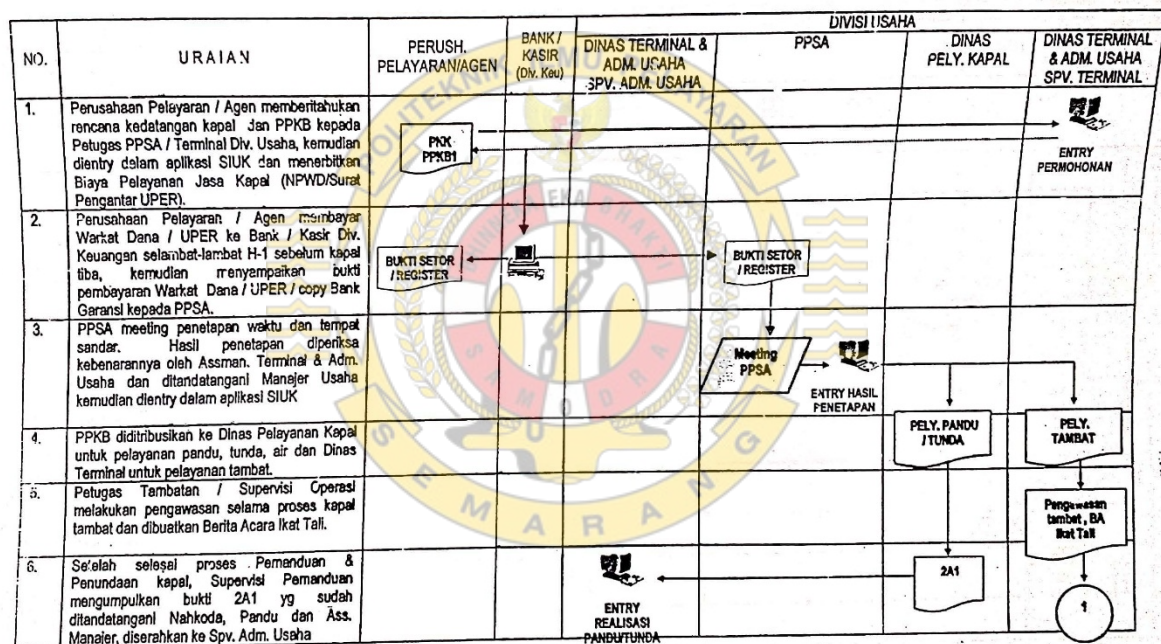 DIVISI USAHA
NO.
URAIAN
PERUSH.
PELAYARAN/AGEN
BANK /
KASIR
(Div. Keu)
DINAS TERMINAL &
ADM. USAHA
SPV. ADM. USAHA
PPSA
DINAS
PELY. KAPAL
DINAS TERMINAL
& ADM. USAHA
SPV. TERMINAL
1.
Perusahaan Pelayaran / Agen memberitahukan
rencana kedatangan kapal dan PPKB kepada
Petugas PPSA / Terminal Div. Usaha, kemudian
dientry dalam aplikasi SIUK dan menerbitkan
Biaya Pelayanan Jasa Kapal (NPWD/Surat
Pengantar UPER).
PKK
PPKB1
ENTRY
PERMOHONAN
2.
Perusahaan Pelayaran / Agen membayar
Warkat Dana / UPER ke Bank / Kasir Div.
Keuangan selambat-lambat H-1 sebelum kapal
tiba, kemudian menyampaikan bukti
pembayaran Warkat Dana / UPER / copy Bank
Garansi kepada PPSA.
BUKTI SETOR
/ REGISTER
BUKTI SETOR
/ REGISTER
3.
PPSA meeting penetapan waktu dan tempat
sandar. Hasil penetapan diperiksa
kebenarannya oleh Assman. Terminal & Adm.
Usaha dan ditandatangani Manajer Usaha
kemudian dientry dalam aplikasi SIUK
Meeting
PPSA
ENTRY HASIL
PENETAPAN
4.
PPKB didistribusikan ke Dinas Pelayanan Kapal
untuk pelayanan pandu, tunda, air dan Dinas
Terminal untuk pelayanan tambat.
PELY. PANDU
/ TUNDA
PELY.
TAMBAT
5.
Petugas Tambatan / Supervisi Operasi
melakukan pengawasan selama proses kapal
tambat dan dibuatkan Berita Acara Ikat Tali.
Pengawasan
tambat, BA
Ikat Tali
6.
Setelah selesai proses Pemanduan &
Penundaan kapal, Supervisi Pemanduan
mengumpulkan bukti 2A1 yg sudah
ditandatangani Nahkoda, Pandu dan Ass.
Manajer, diserahkan ke Spv. Adm. Usaha
ENTRY
REALISASI
PANDU/TUNDA
2A1
1
POLITEKNIK ILMU PELAYARAN
SEMARANG
BHINNEKA EKA BHAKTI
SAMODRA